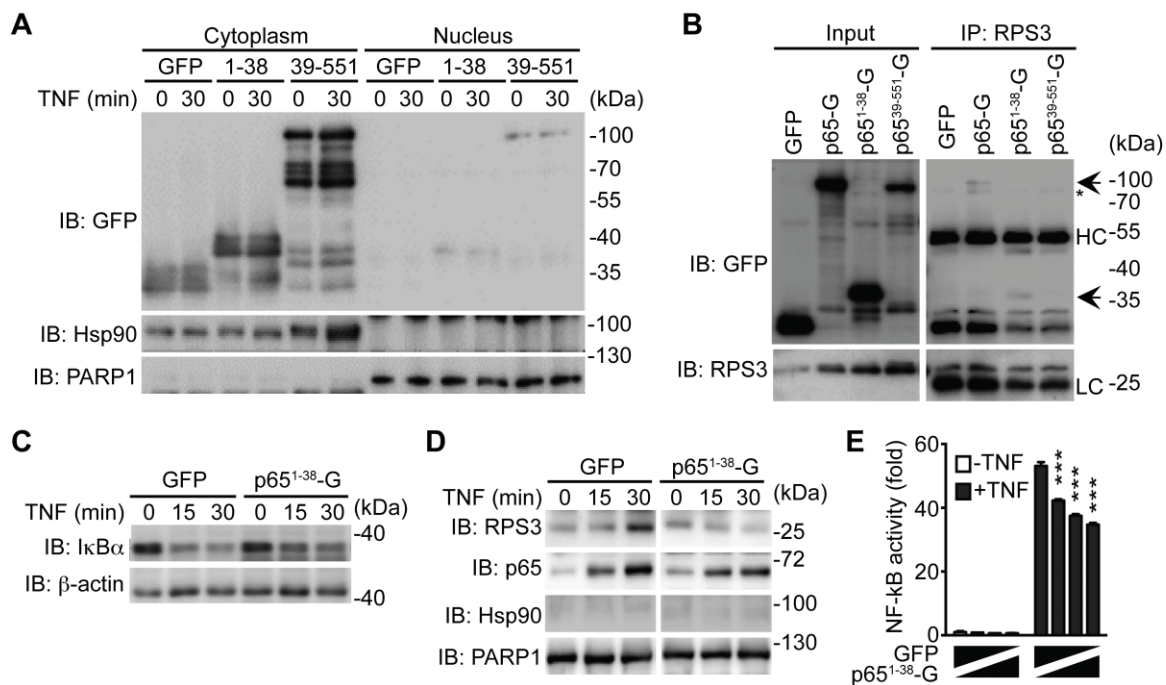 A
Cytoplasm Nucleus
GFP 1-38 39-551 GFP 1-38 39-551
TNF (min) 0 30 0 30 0 30 0 30 0 30 0 30 (kDa)
IB: GFP
-100
-70
-55
-40
-35
IB: Hsp90
-100
-130
IB: PARP1
B
Input IP: RPS3
GFP p65-G p65¹⁻³⁸-G p65³⁹⁻⁵⁵¹-G GFP p65-G p65¹⁻³⁸-G p65³⁹⁻⁵⁵¹-G (kDa)
IB: GFP
-100
*
-70
HC -55
-40
-35
IB: RPS3
LC -25
C
GFP p65¹⁻³⁸-G
TNF (min) 0 15 30 0 15 30 (kDa)
IB: IκBα -40
IB: β-actin
-40
D
GFP p65¹⁻³⁸-G
TNF (min) 0 15 30 0 15 30 (kDa)
IB: RPS3
-25
-72
IB: p65
IB: Hsp90 -100
-130
IB: PARP1
E
NF-kB activity (fold)
60
40
20
0
-TNF
+TNF
*** *** ***
GFP
p65¹⁻³⁸-G